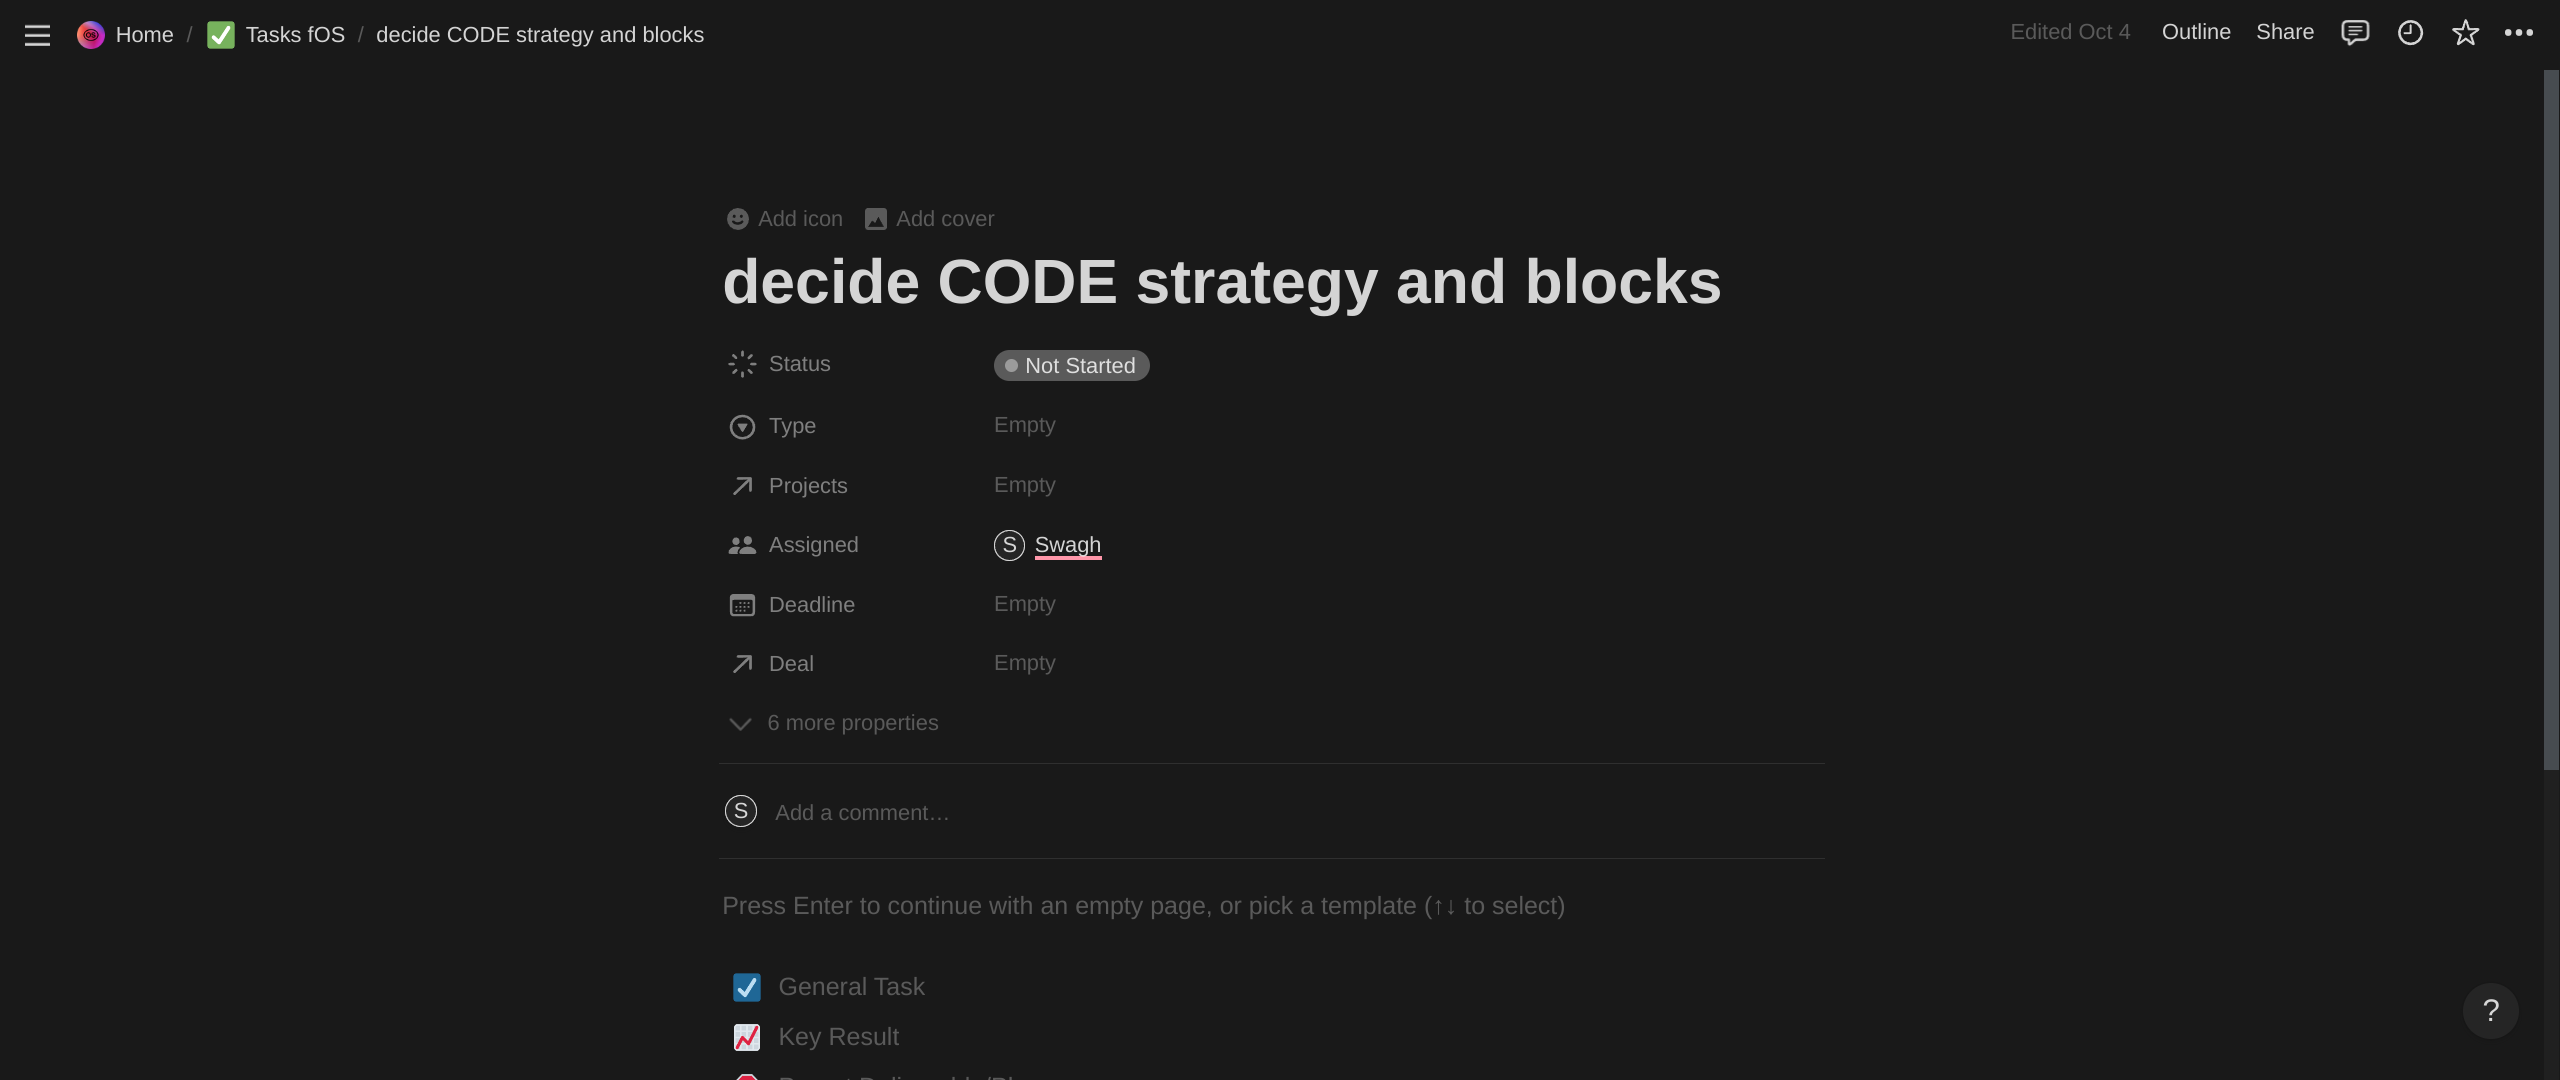 Home / Tasks fOS / decide CODE strategy and blocks
Edited Oct 4 Outline Share
Add icon Add cover
decide CODE strategy and blocks
Status Not Started
Type Empty
Projects Empty
Assigned S Swagh
Deadline Empty
Deal Empty
6 more properties
S Add a comment…
Press Enter to continue with an empty page, or pick a template (↑↓ to select)
General Task
Key Result
?